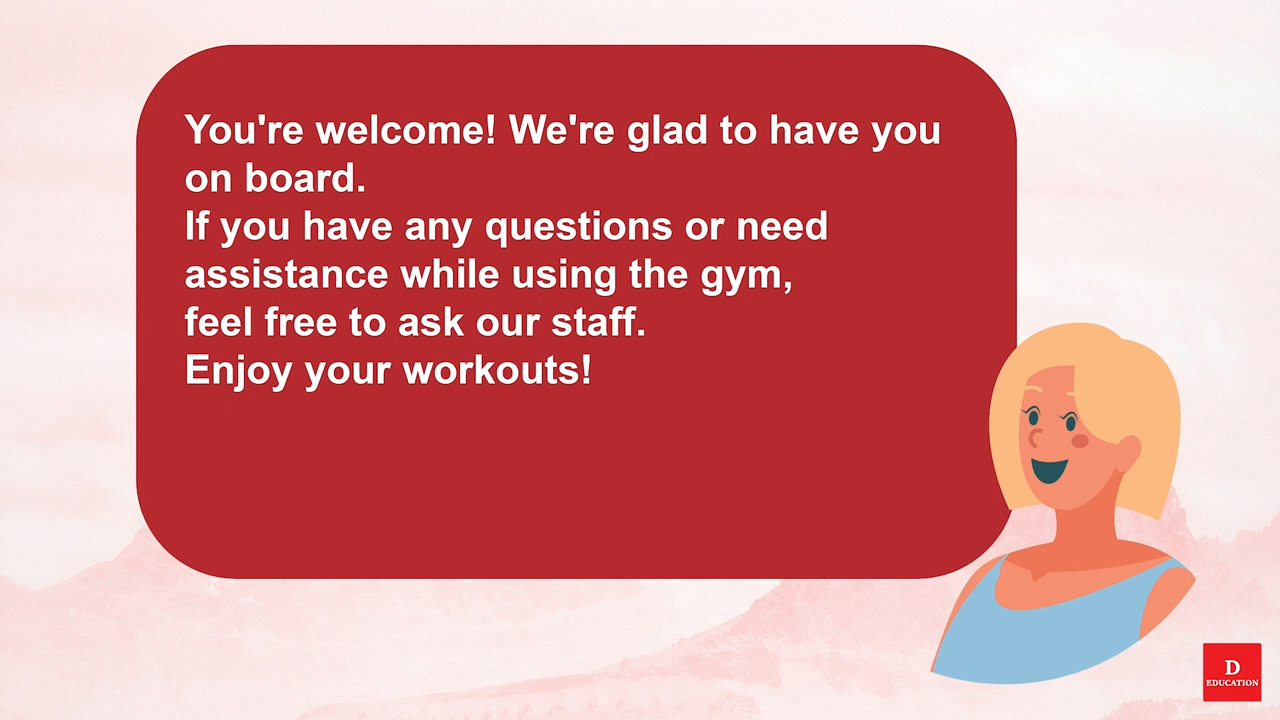 You're welcome! We're glad to have you
on board.
If you have any questions or need
assistance while using the gym,
feel free to ask our staff.
Enjoy your workouts!
D
EDUCATION